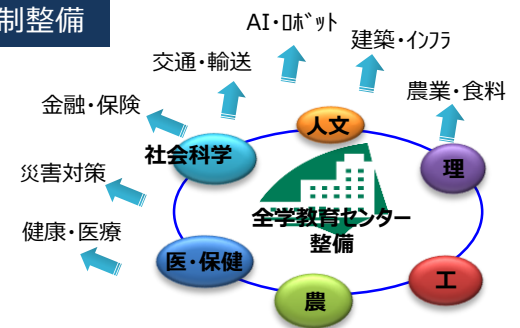 制整備
AI・ロボット
建築・インフラ
交通・輸送
農業・食料
金融・保険
人文
社会科学
理
災害対策
全学教育センター
整備
健康・医療
医・保健
工
農